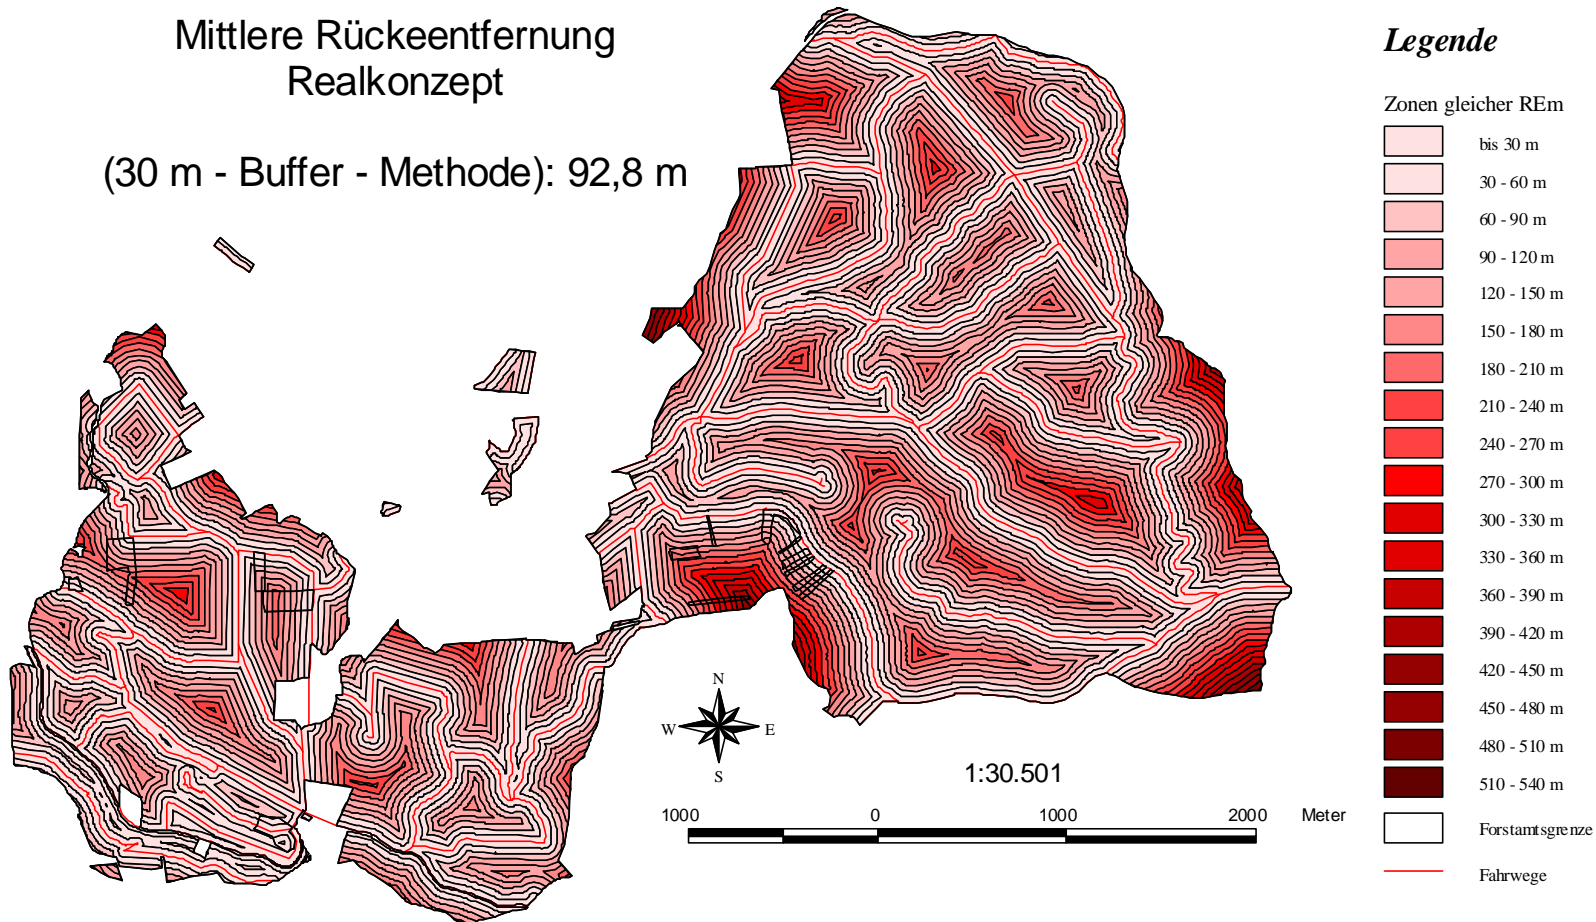 Mittlere Rückeentfernung
Realkonzept
(30 m - Buffer - Methode): 92,8 m
Legende
Zonen gleicher REm
bis 30 m
30 - 60 m
60 - 90 m
90 - 120 m
120 - 150 m
150 - 180 m
180 - 210 m
210 - 240 m
240 - 270 m
270 - 300 m
300 - 330 m
330 - 360 m
360 - 390 m
390 - 420 m
420 - 450 m
450 - 480 m
480 - 510 m
510 - 540 m
Forstamtsgrenze
Fahrwege
N
W E
S
1:30.501
1000 0 1000 2000 Meter